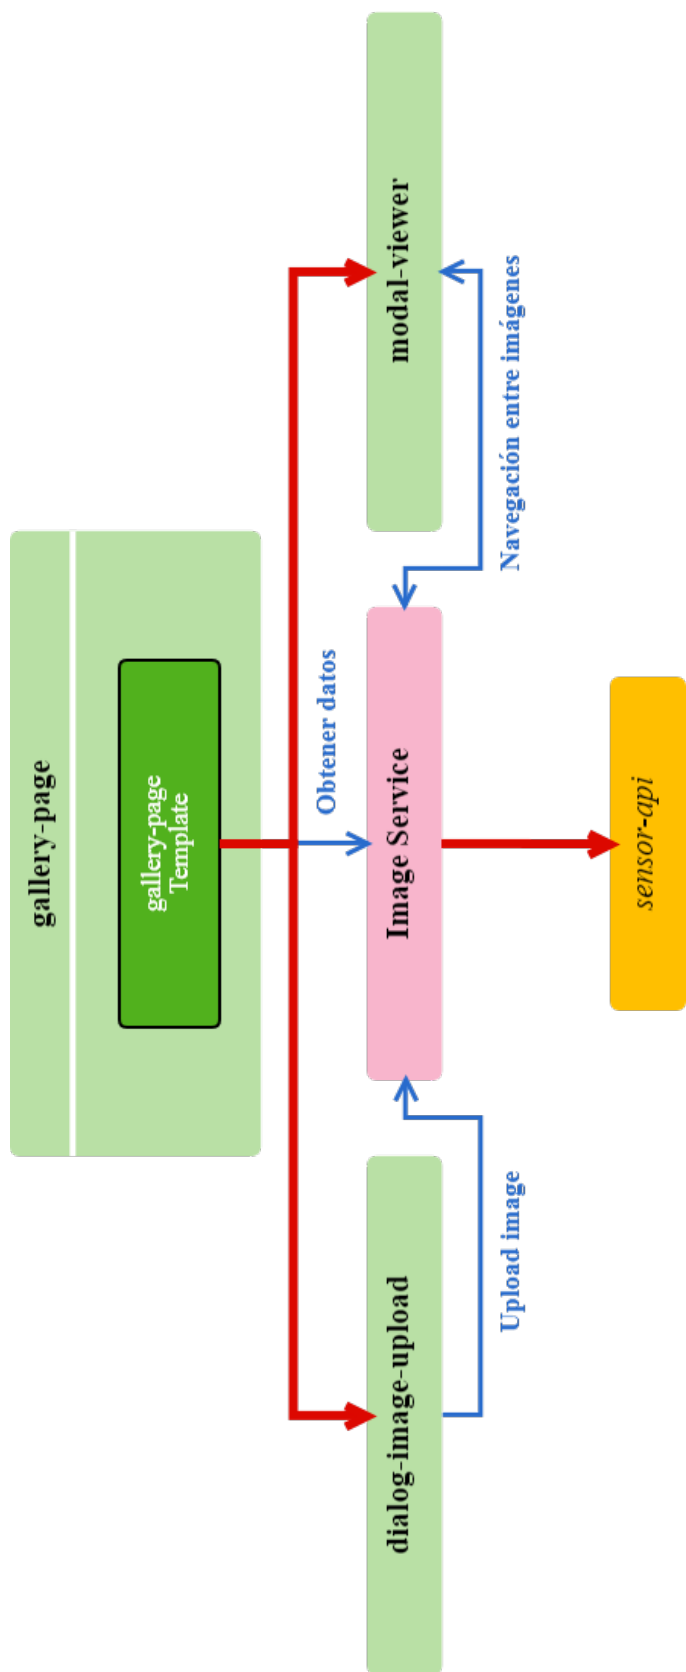 gallery-page
gallery-page
Template
Obtener datos
dialog-image-upload
Image Service
modal-viewer
Upload image
Navegación entre imágenes
sensor-api